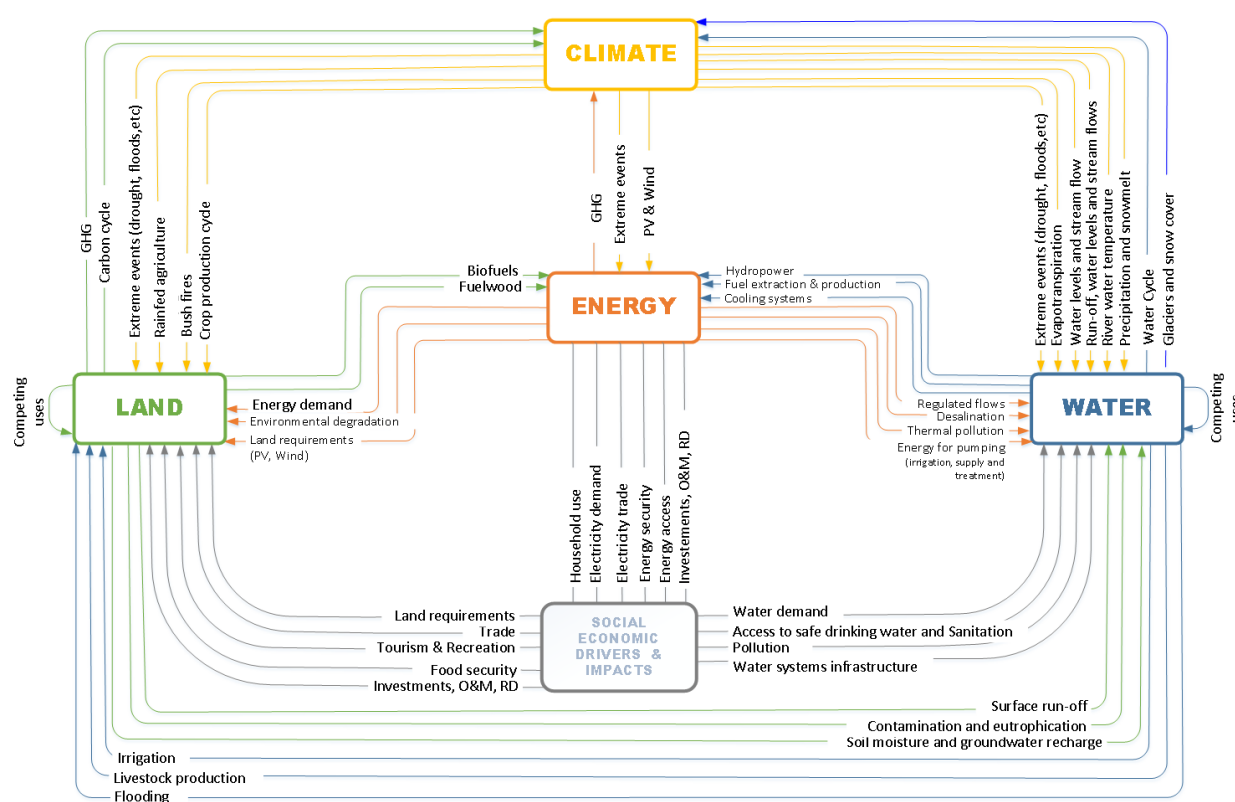 CLIMATE
GHG
Carbon cycle
Extreme events (drought, floods,etc)
Rainfed agriculture
Bush fires
Crop production cycle
GHG
Extreme events
PV & Wind
Extreme events (drought, floods,etc)
Evapotranspiration
Water levels and stream flow
Run-off, water levels and stream flows
River water temperature
Precipitation and snowmelt
Water Cycle
Glaciers and snow cover
Biofuels
Fuelwood
ENERGY
Hydropower
Fuel extraction & production
Cooling systems
Competing
uses
LAND
Energy demand
Environmental degradation
Land requirements
(PV, Wind)
Regulated flows
Desalination
Thermal pollution
Energy for pumping
(irrigation, supply and
treatment)
WATER
Competing
uses
Household use
Electricity demand
Electricity trade
Energy security
Energy access
Investements, O&M, RD
Land requirements
Trade
Tourism & Recreation
Food security
Investments, O&M, RD
SOCIAL
ECONOMIC
DRIVERS &
IMPACTS
Water demand
Access to safe drinking water and Sanitation
Pollution
Water systems infrastructure
Surface run-off
Contamination and eutrophication
Soil moisture and groundwater recharge
Irrigation
Livestock production
Flooding